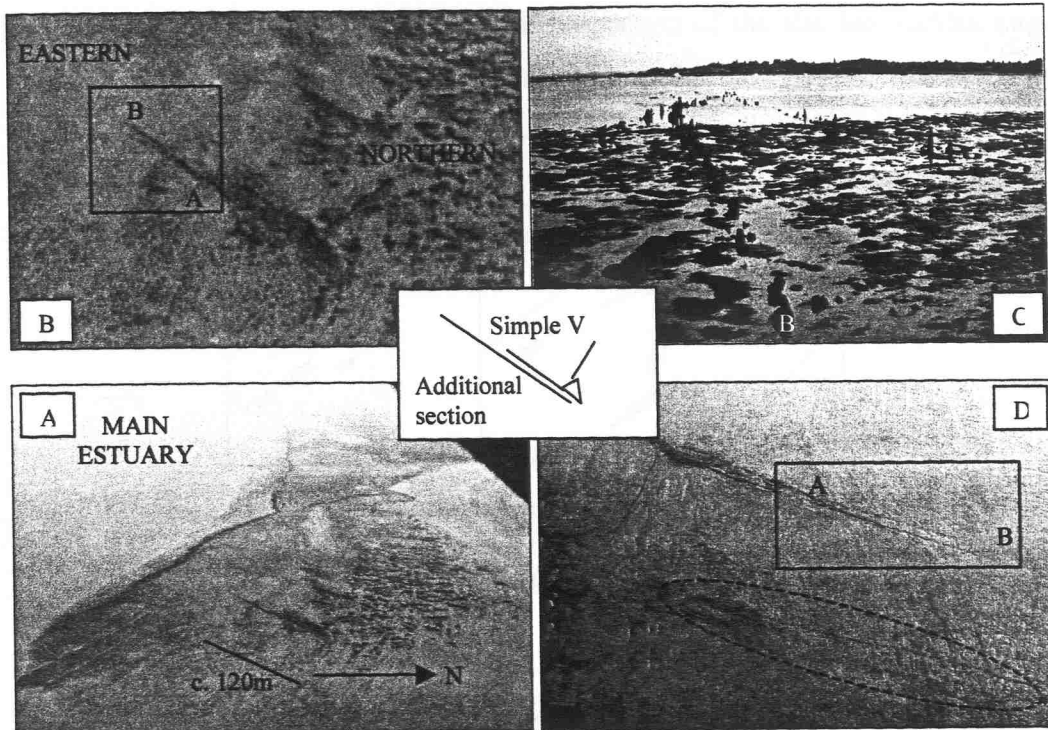 EASTERN
B
A
NORTHERN
B
B
C
Simple V
Additional
section
A
MAIN
ESTUARY
c. 120m
N
D
A
B